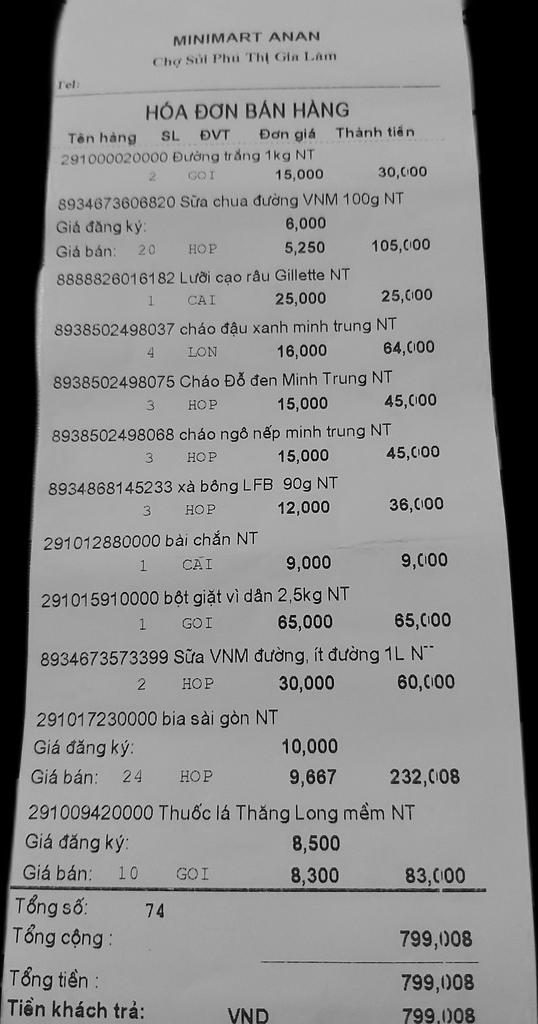 MINIMART ANAN
Chợ Sủi Phú Thị Gia Lâm
Tel:
HÓA ĐƠN BÁN HÀNG
Tên hàng SL ĐVT Đơn giá Thành tiền
291000020000 Đường trắng 1kg NT
2 GOI 15,000 30,000
8934673606820 Sữa chua đường VNM 100g NT
Giá đăng ký: 6,000
Giá bán: 20 HOP 5,250 105,000
8888826016182 Lưỡi cạo râu Gillette NT
1 CAI 25,000 25,000
8938502498037 cháo đậu xanh minh trung NT
4 LON 16,000 64,000
8938502498075 Cháo Đỗ đen Minh Trung NT
3 HOP 15,000 45,000
8938502498068 cháo ngô nếp minh trung NT
3 HOP 15,000 45,000
8934868145233 xà bông LFB 90g NT
3 HOP 12,000 36,000
291012880000 bài chắn NT
1 CAI 9,000 9,000
291015910000 bột giặt vì dân 2,5kg NT
1 GOI 65,000 65,000
8934673573399 Sữa VNM đường, ít đường 1L
2 HOP 30,000 60,000
291017230000 bia sài gòn NT
Giá đăng ký: 10,000
Giá bán: 24 HOP 9,667 232,008
291009420000 Thuốc lá Thăng Long mềm NT
Giá đăng ký: 8,500
Giá bán: 10 GOI 8,300 83,000
Tổng số: 74
Tổng cộng : 799,008
Tổng tiền : 799,008
Tiền khách trả: VND 799,008